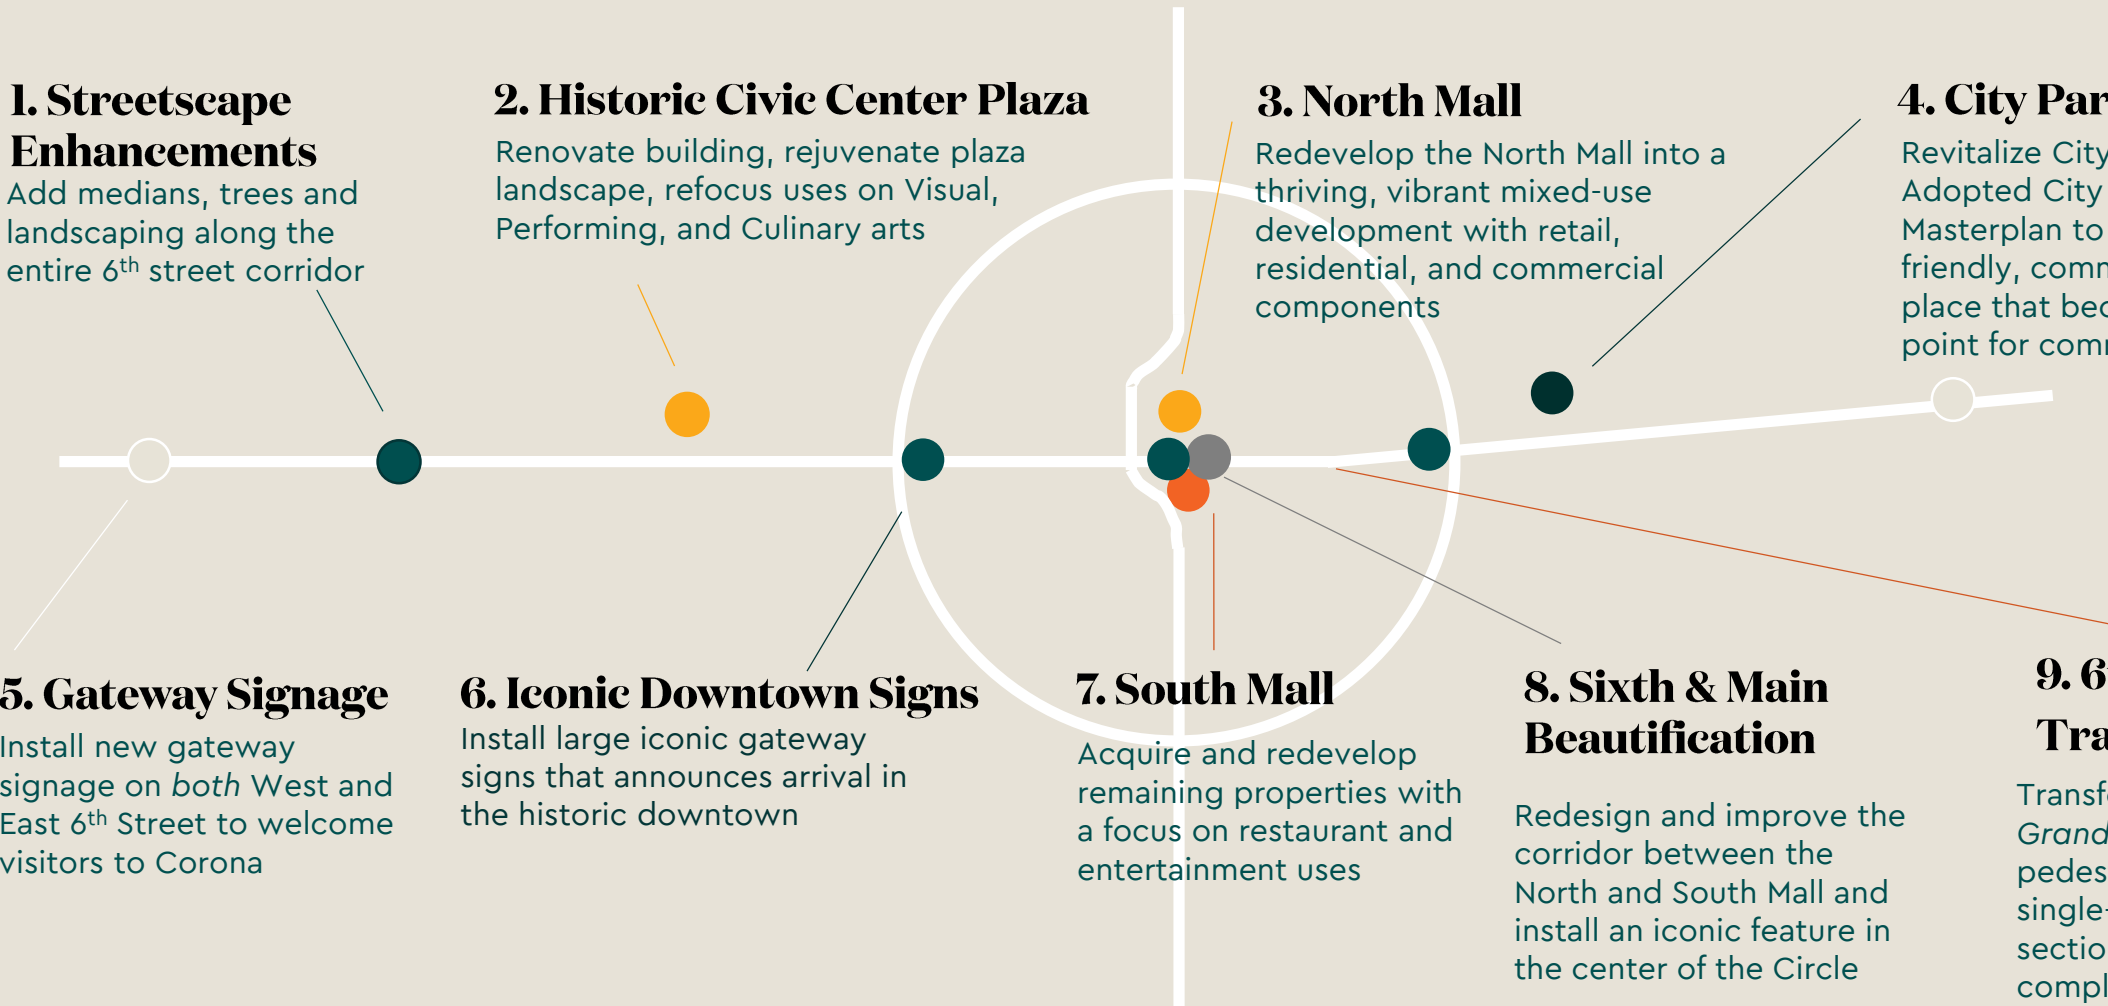 1. Streetscape
Enhancements
Add medians, trees and
landscaping along the
entire 6th street corridor
2. Historic Civic Center Plaza
Renovate building, rejuvenate plaza
landscape, refocus uses on Visual,
Performing, and Culinary arts
3. North Mall
Redevelop the North Mall into a
thriving, vibrant mixed-use
development with retail,
residential, and commercial
components
4. City
Revitalize City
Adopted City
Masterplan to
friendly,
place that
point for
5. Gateway Signage
Install new gateway
signage on both West and
East 6th Street to welcome
visitors to Corona
6. Iconic Downtown Signs
Install large iconic gateway
signs that announces arrival in
the historic downtown
7. South Mall
Acquire and redevelop
remaining properties with
a focus on restaurant and
entertainment uses
8. Sixth & Main
Beautification
Redesign and improve the
corridor between the
North and South Mall and
install an iconic feature in
the center of the Circle
9.
Grand